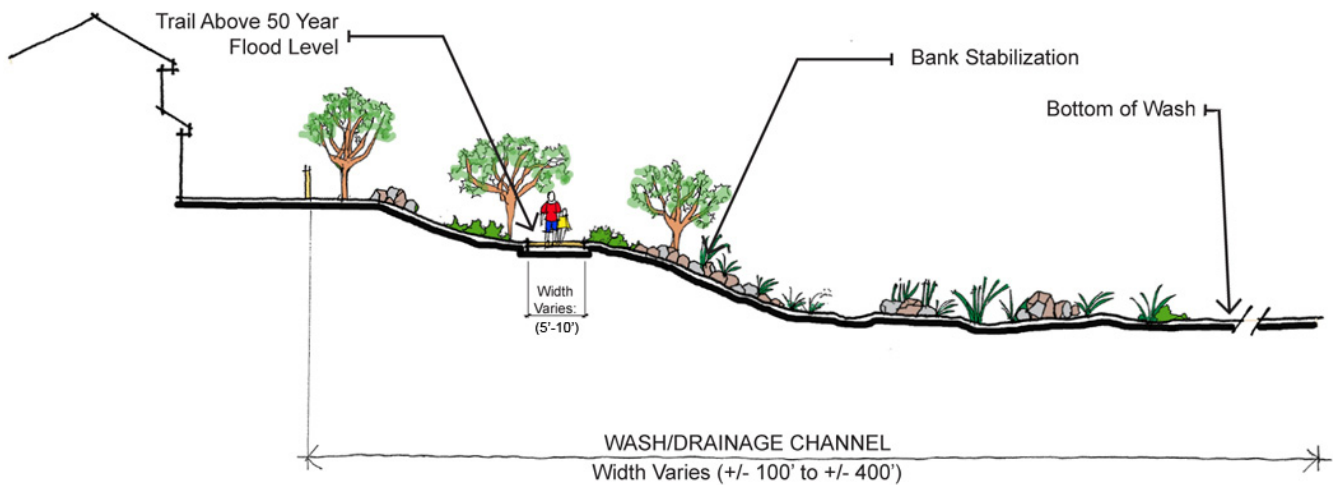 Trail Above 50 Year
Flood Level
Bank Stabilization
Bottom of Wash
Width
Varies:
(5'-10')
WASH/DRAINAGE CHANNEL
Width Varies (+/- 100' to +/- 400')